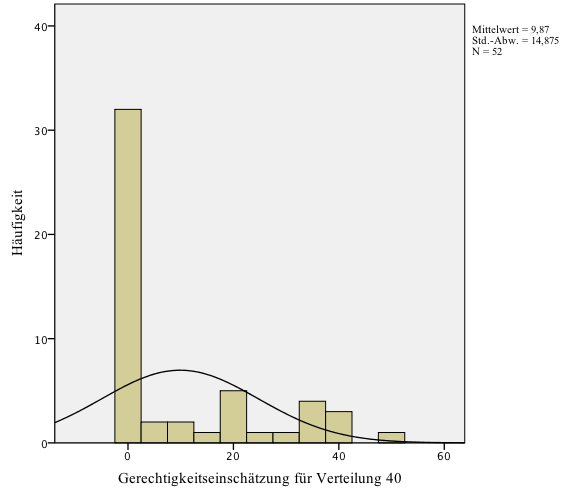 Mittelwert = 9,87
Std.-Abw. = 14,875
N = 52
40
30
20
10
0
Häufigkeit
0 20 40 60
Gerechtigkeitseinschätzung für Verteilung 40